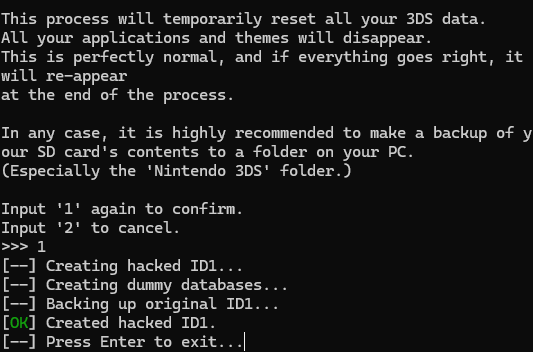 This process will temporarily reset all your 3DS data.
All your applications and themes will disappear.
This is perfectly normal, and if everything goes right, it
will re-appear
at the end of the process.

In any case, it is highly recommended to make a backup of y
our SD card's contents to a folder on your PC.
(Especially the 'Nintendo 3DS' folder.)

Input '1' again to confirm.
Input '2' to cancel.
>>> 1
[--] Creating hacked ID1...
[--] Creating dummy databases...
[--] Backing up original ID1...
[OK] Created hacked ID1.
[--] Press Enter to exit...